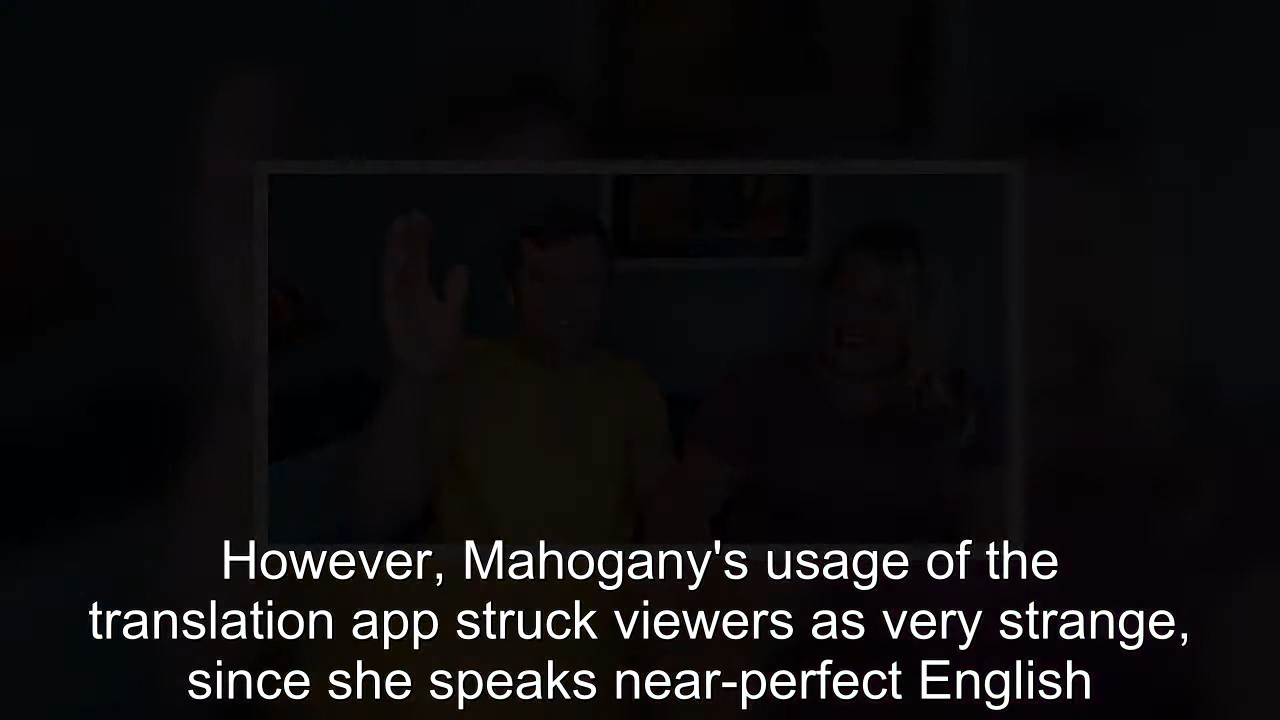 However, Mahogany's usage of the
translation app struck viewers as very strange,
since she speaks near-perfect English